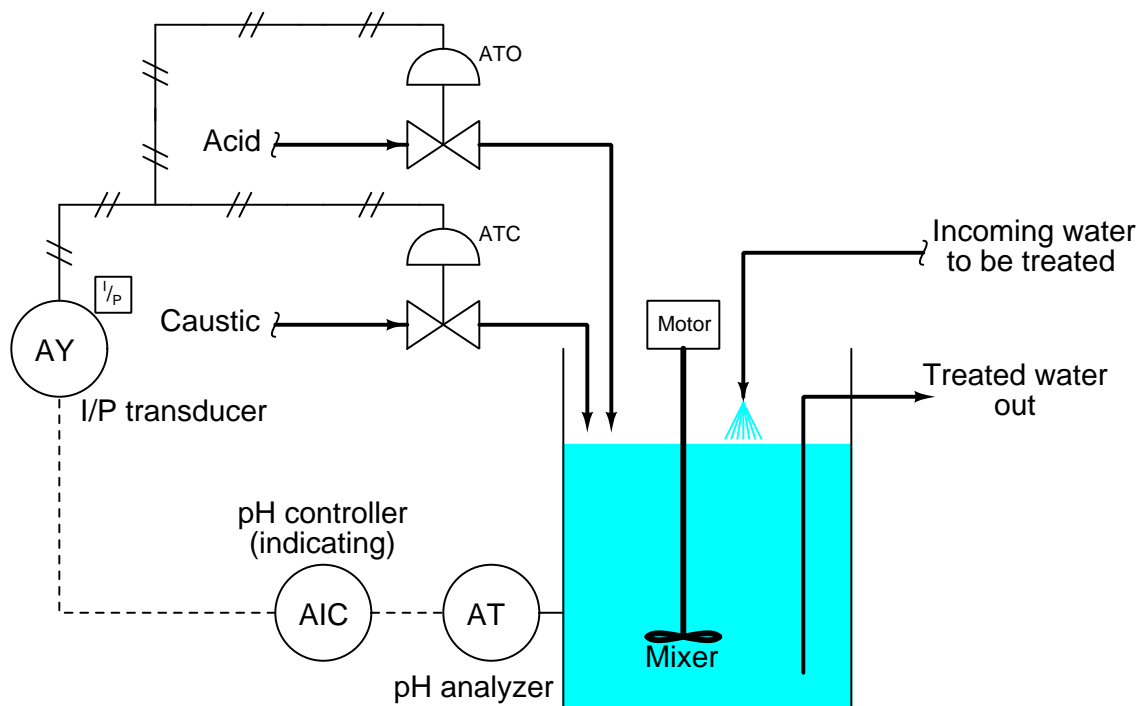 ATO
Acid
ATC
Caustic
I/P
AY
I/P transducer
Motor
Incoming water
to be treated
Treated water
out
pH controller
(indicating)
AIC
AT
Mixer
pH analyzer